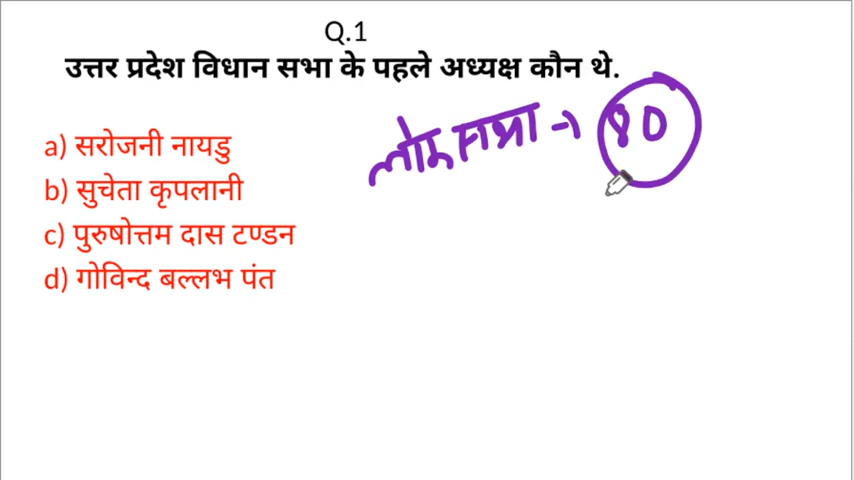 Q.1
उत्तर प्रदेश विधान सभा के पहले अध्यक्ष कौन थे.
लोकसभा → 80
a) सरोजनी नायडु
b) सुचेता कृपलानी
c) पुरुषोत्तम दास टण्डन
d) गोविन्द बल्लभ पंत